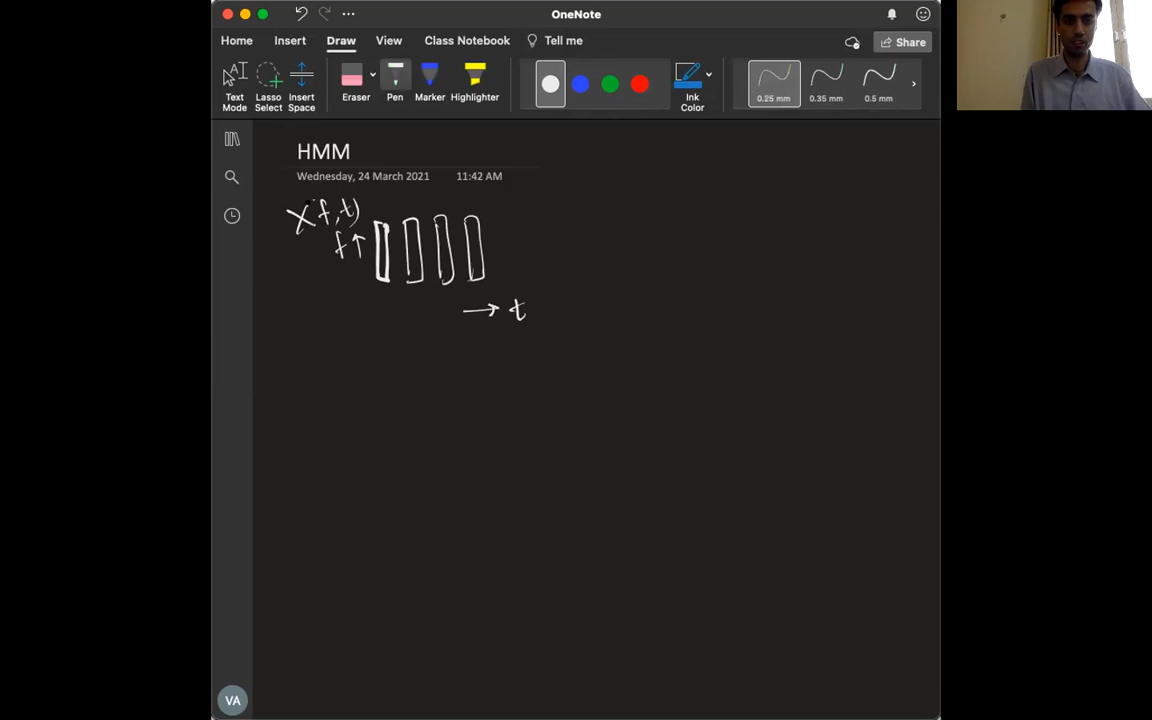 OneNote
Home Insert Draw View Class Notebook Tell me Share
Text Mode Lasso Select Insert Space Eraser Pen Marker Highlighter Ink Color 0.25 mm 0.35 mm 0.5 mm
HMM
Wednesday, 24 March 2021 11:42 AM
X(f,t)
f↑
→ t
VA